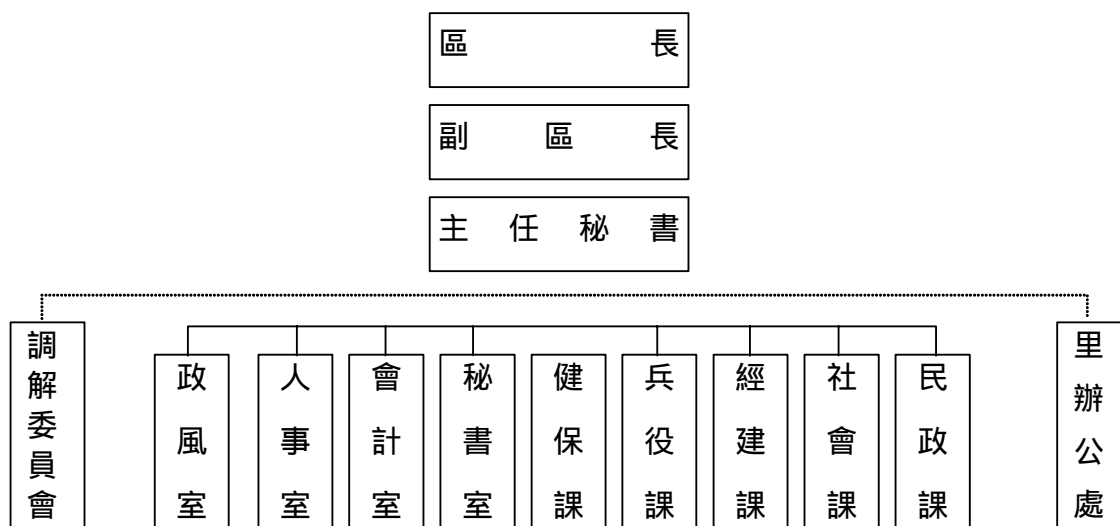 區長
副區長
主任秘書
調解委員會
政風室
人事室
會計室
秘書室
健保課
兵役課
經建課
社會課
民政課
里辦公處